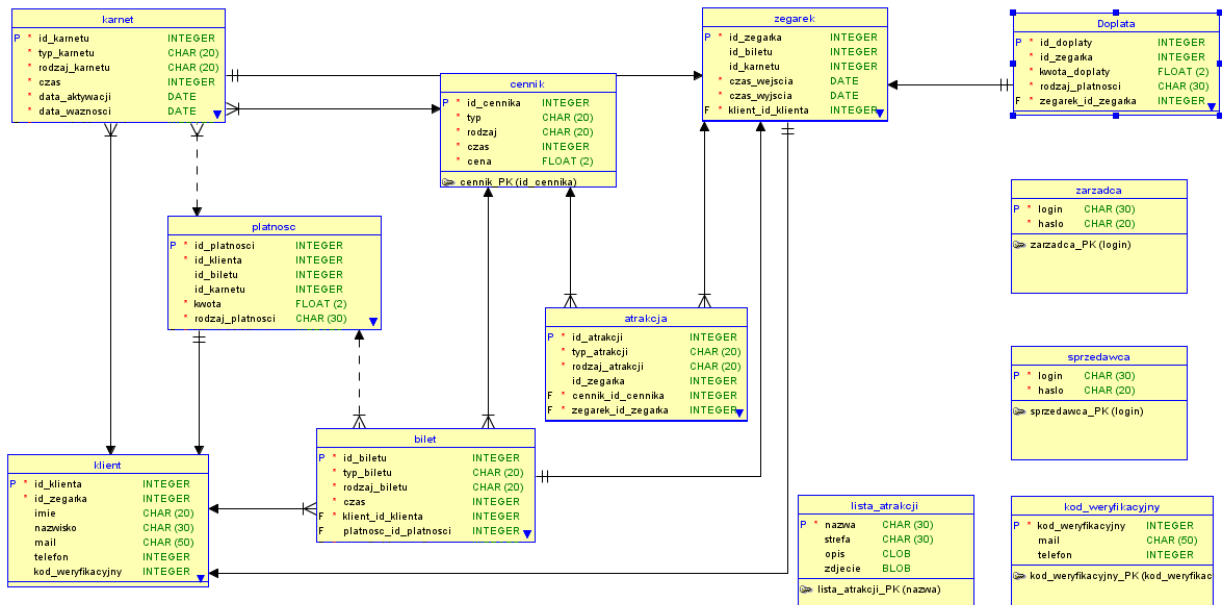 karnet
P * id_karnetu INTEGER
* typ_karnetu CHAR (20)
* rodzaj_karnetu CHAR (20)
* czas INTEGER
* data_aktywacji DATE
* data_waznosci DATE
cennik
P * id_cennika INTEGER
* typ CHAR (20)
* rodzaj CHAR (20)
* czas INTEGER
* cena FLOAT (2)
cennik_PK (id_cennika)
zegarek
P * id_zegarka INTEGER
id_biletu INTEGER
id_karnetu INTEGER
* czas_wejscia DATE
* czas_wyjscia DATE
F * klient_id_klienta INTEGER
Doplata
P * id_doplaty INTEGER
* id_zegarka INTEGER
* kwota_doplaty FLOAT (2)
* rodzaj_platnosci CHAR (30)
F * zegarek_id_zegarka INTEGER
zarzadca
P * login CHAR (30)
* haslo CHAR (20)
zarzadca_PK (login)
platnosc
P * id_platnosci INTEGER
* id_klienta INTEGER
id_biletu INTEGER
id_karnetu INTEGER
* kwota FLOAT (2)
* rodzaj_platnosci CHAR (30)
atrakcja
P * id_atrakcji INTEGER
* typ_atrakcji CHAR (20)
* rodzaj_atrakcji CHAR (20)
id_zegarka INTEGER
F * cennik_id_cennika INTEGER
F * zegarek_id_zegarka INTEGER
sprzedawca
P * login CHAR (30)
* haslo CHAR (20)
sprzedawca_PK (login)
klient
P * id_klienta INTEGER
* id_zegarka INTEGER
imie CHAR (20)
nazwisko CHAR (30)
mail CHAR (50)
telefon INTEGER
kod_weryfikacyjny INTEGER
bilet
P * id_biletu INTEGER
* typ_biletu CHAR (20)
* rodzaj_biletu CHAR (20)
* czas INTEGER
F * klient_id_klienta INTEGER
F platnosc_id_platnosci INTEGER
lista_atrakcji
P * nazwa CHAR (30)
strefa CHAR (30)
opis CLOB
zdjecie BLOB
lista_atrakcji_PK (nazwa)
kod_weryfikacyjny
P * kod_weryfikacyjny INTEGER
mail CHAR (50)
telefon INTEGER
kod_weryfikacyjny_PK (kod_weryfikac